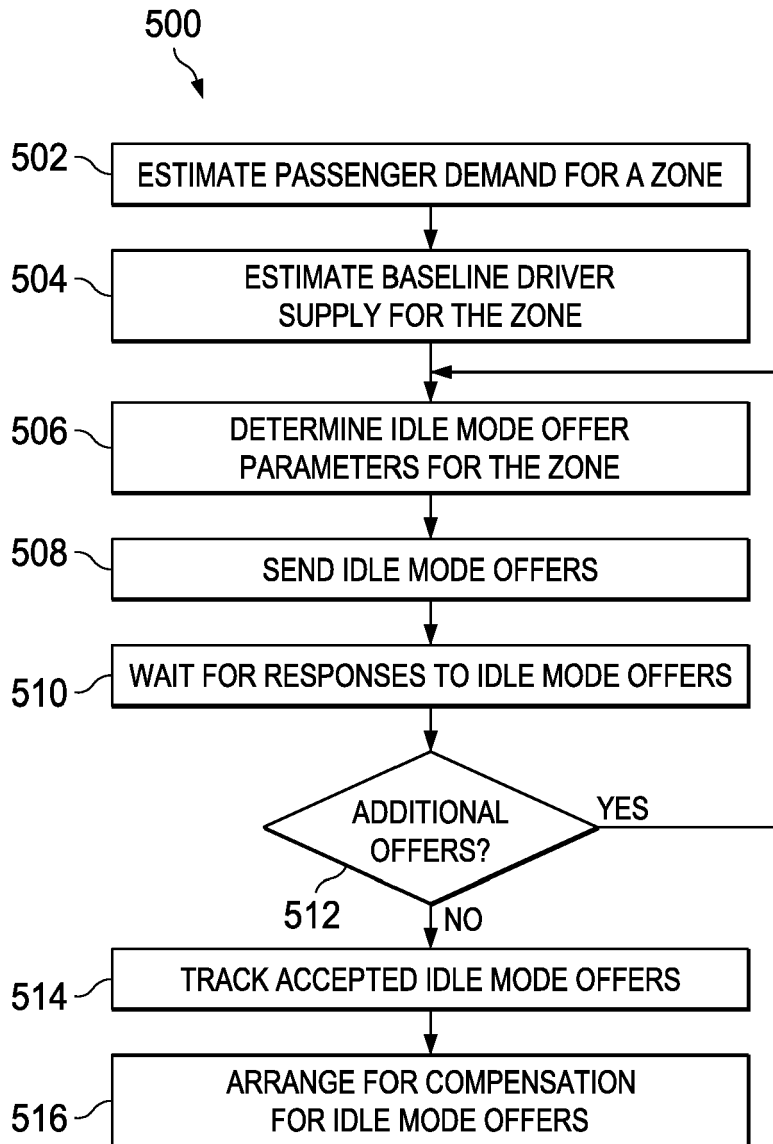 500
502
ESTIMATE PASSENGER DEMAND FOR A ZONE
504
ESTIMATE BASELINE DRIVER
SUPPLY FOR THE ZONE
506
DETERMINE IDLE MODE OFFER
PARAMETERS FOR THE ZONE
508
SEND IDLE MODE OFFERS
510
WAIT FOR RESPONSES TO IDLE MODE OFFERS
ADDITIONAL
OFFERS?
YES
512
NO
514
TRACK ACCEPTED IDLE MODE OFFERS
516
ARRANGE FOR COMPENSATION
FOR IDLE MODE OFFERS